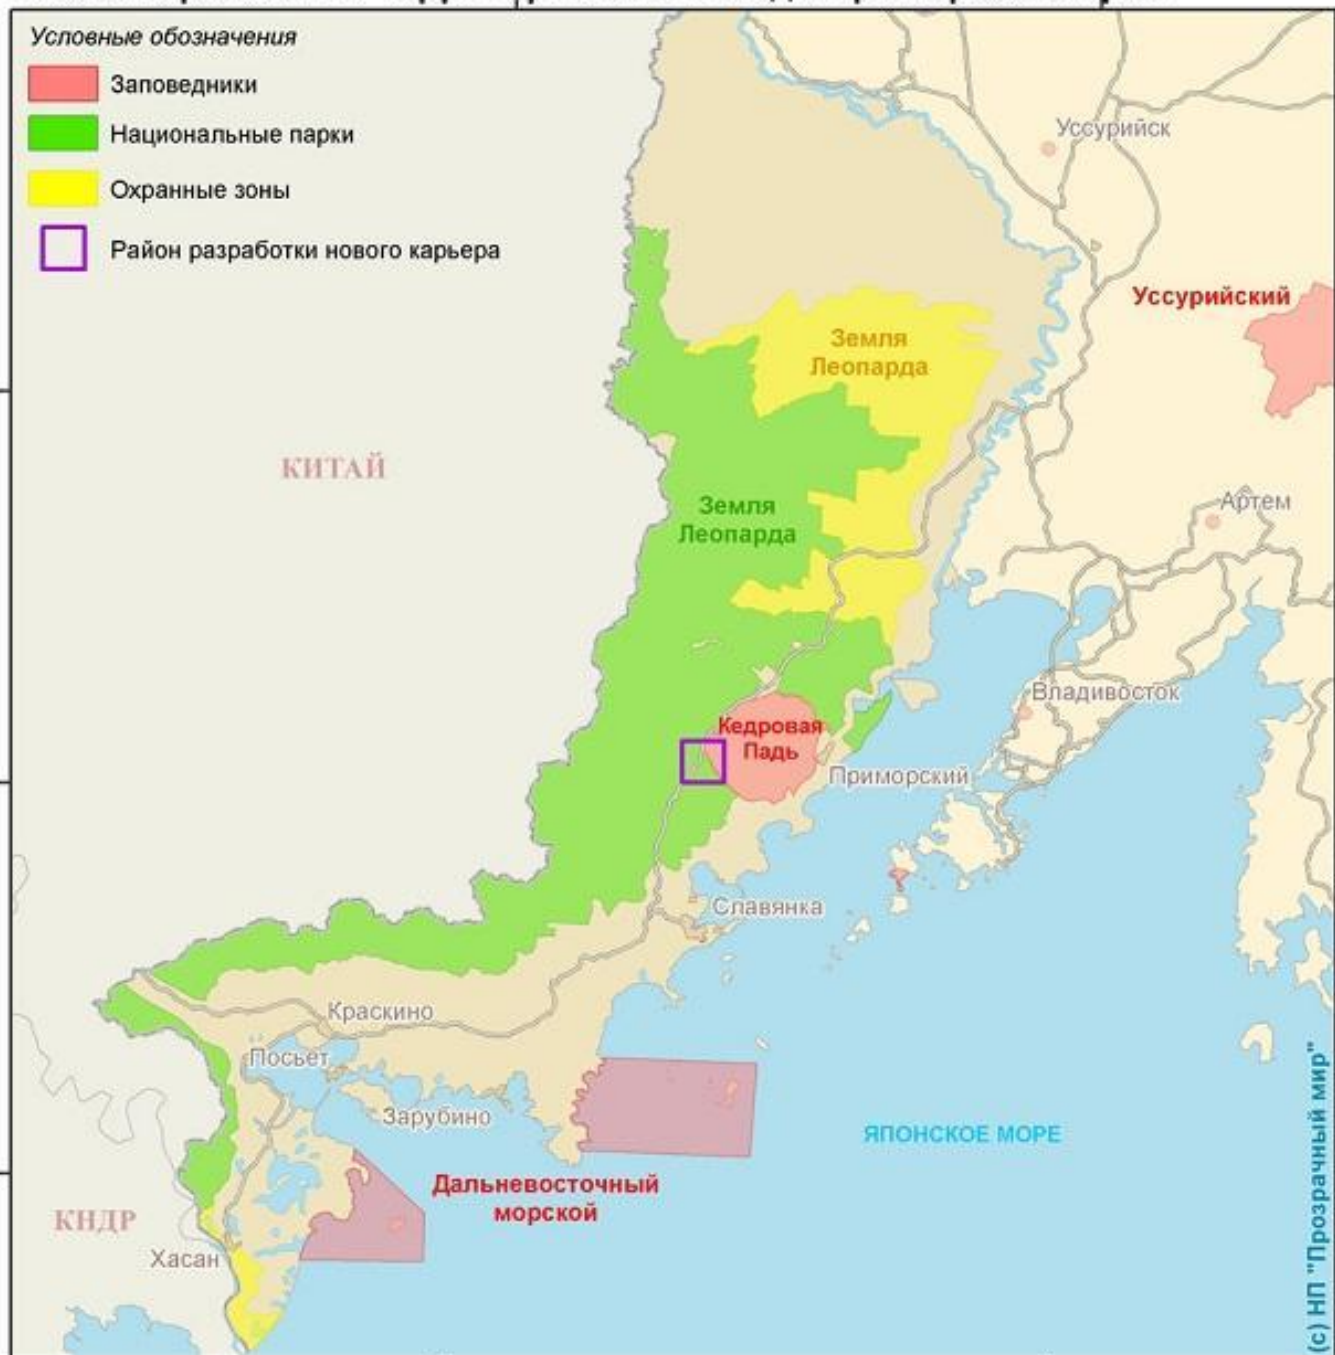 Условные обозначения
Заповедники
Национальные парки
Охранные зоны
Район разработки нового карьера
Уссурийск
Уссурийский
Земля
Леопарда
КИТАЙ
Земля
Леопарда
Артем
Владивосток
Кедровая
Падь
Приморский
Славянка
Краскино
Посьет
Зарубино
ЯПОНСКОЕ МОРЕ
Дальневосточный
морской
КНДР
Хасан
(с) НП "Прозрачный мир"